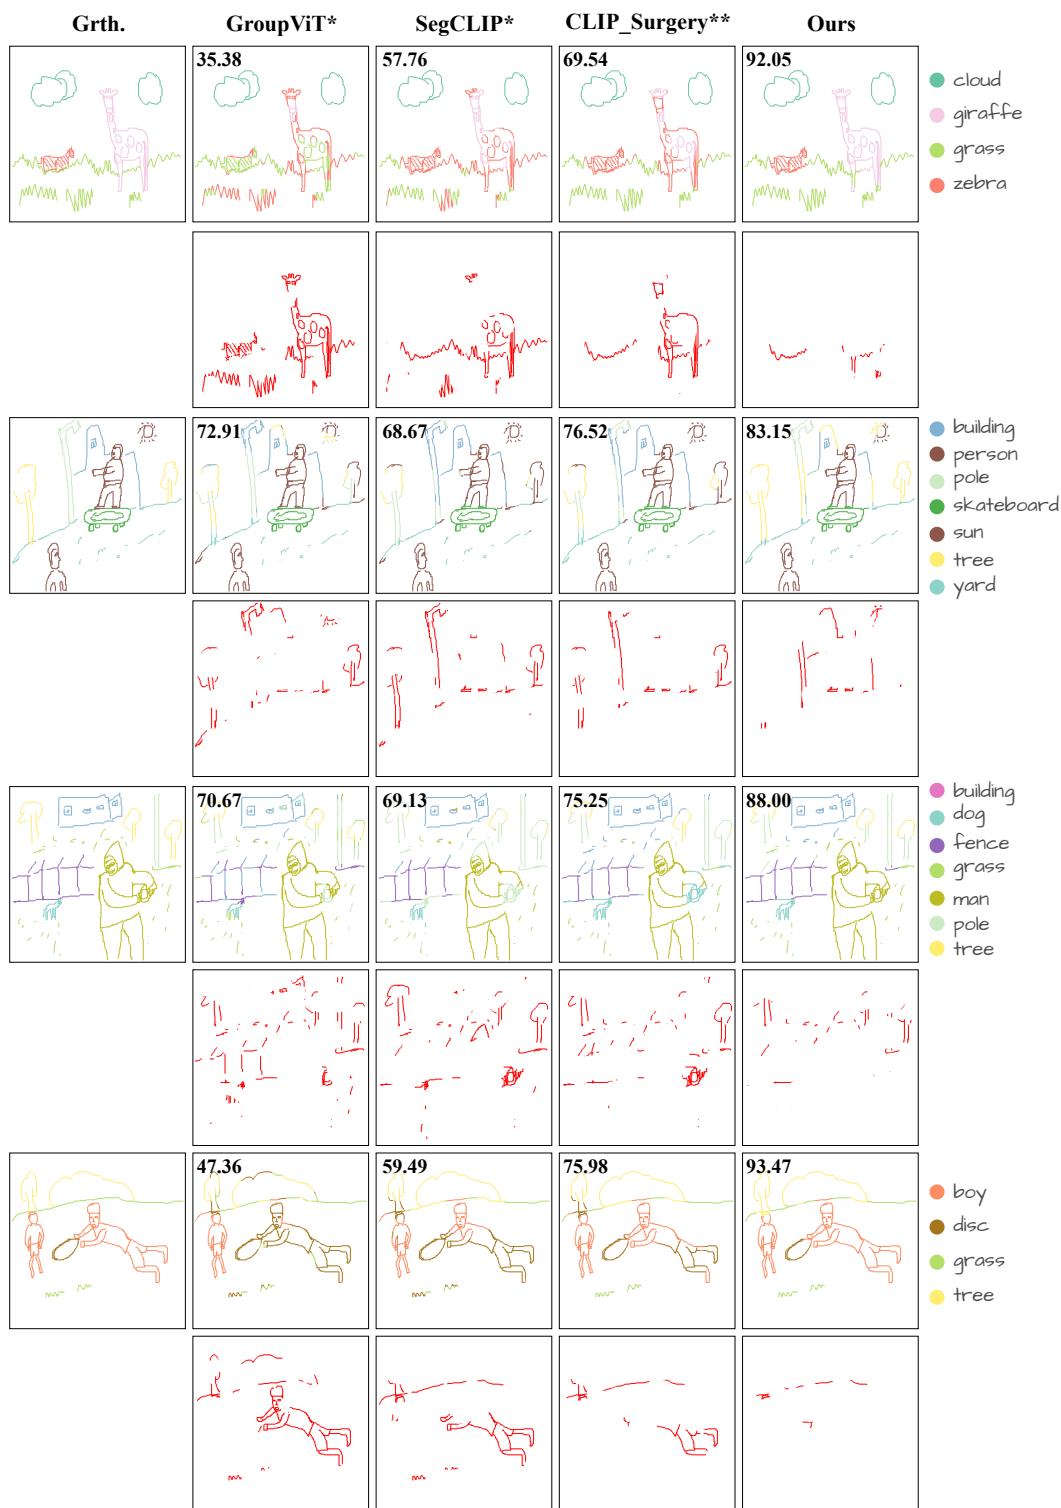 Grth. GroupViT* SegCLIP* CLIP_Surgery** Ours
35.38 57.76 69.54 92.05
cloud
giraffe
grass
zebra
72.91 68.67 76.52 83.15
building
person
pole
skateboard
sun
tree
yard
70.67 69.13 75.25 88.00
building
dog
fence
grass
man
pole
tree
47.36 59.49 75.98 93.47
boy
disc
grass
tree